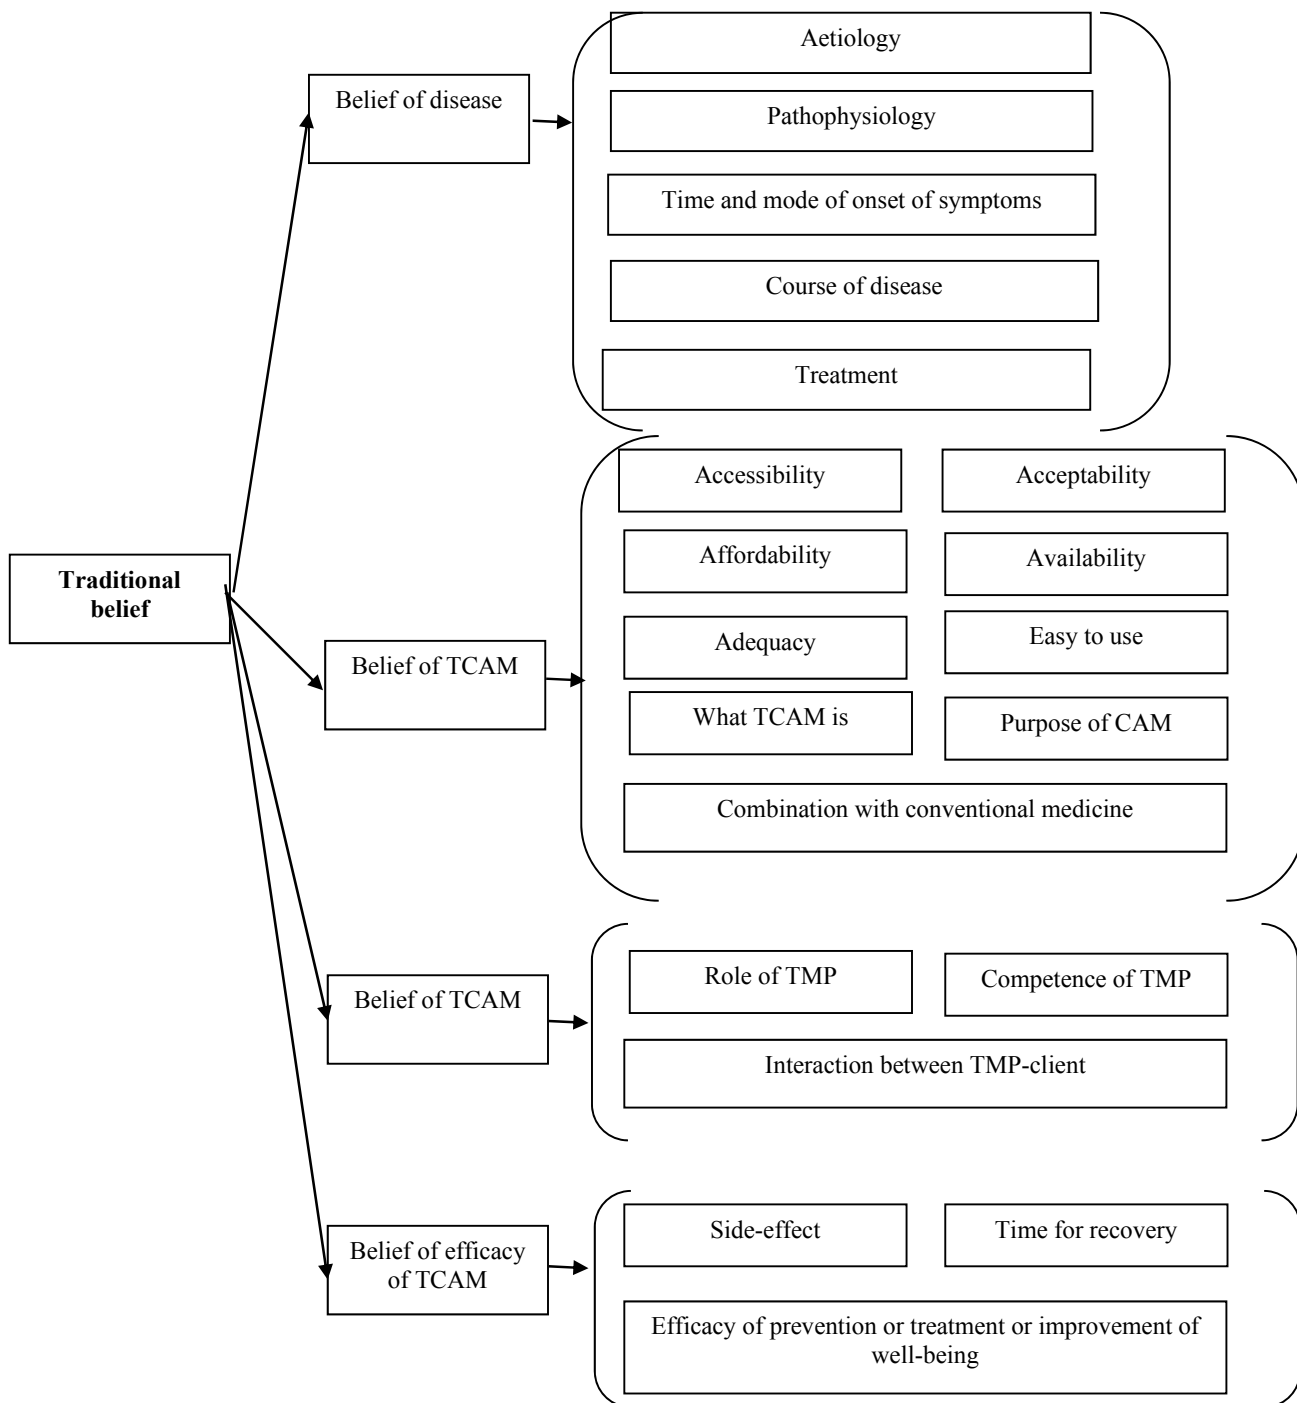 Traditional
belief
Belief of disease
Aetiology
Pathophysiology
Time and mode of onset of symptoms
Course of disease
Treatment
Belief of TCAM
Accessibility
Acceptability
Affordability
Availability
Adequacy
Easy to use
What TCAM is
Purpose of CAM
Combination with conventional medicine
Belief of TCAM
Role of TMP
Competence of TMP
Interaction between TMP-client
Belief of efficacy
of TCAM
Side-effect
Time for recovery
Efficacy of prevention or treatment or improvement of
well-being